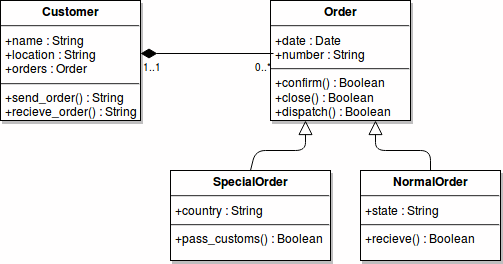 Customer
+name : String
+location : String
+orders : Order
+send_order() : String
+recieve_order() : String
1..1
0..*
Order
+date : Date
+number : String
+confirm() : Boolean
+close() : Boolean
+dispatch() : Boolean
SpecialOrder
+country : String
+pass_customs() : Boolean
NormalOrder
+state : String
+recieve() : Boolean